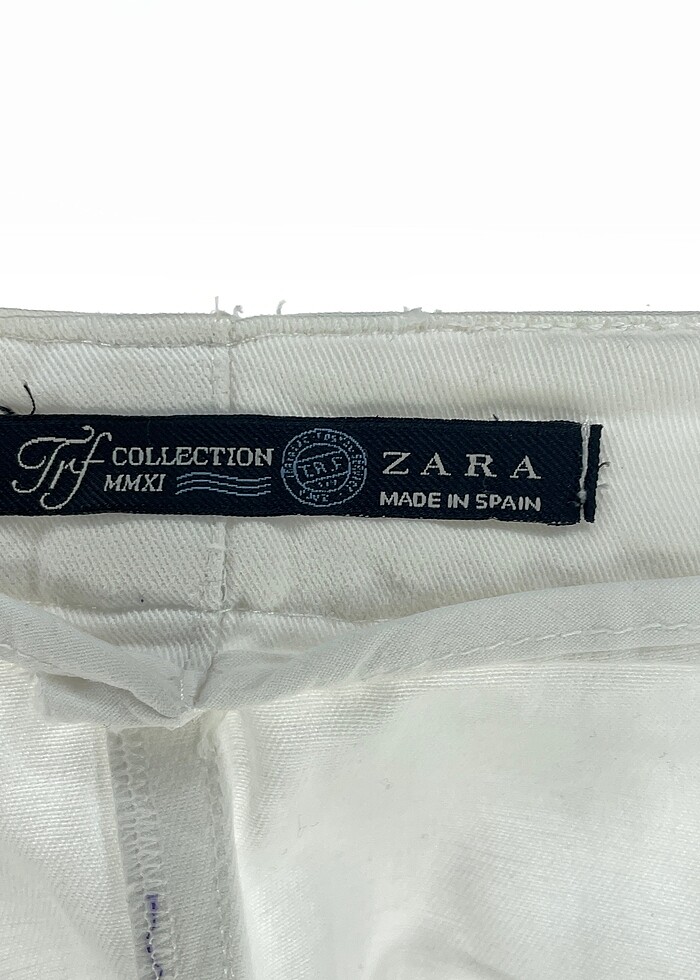 Trf COLLECTION
MMXI
T.R.F.
ZARA
MADE IN SPAIN